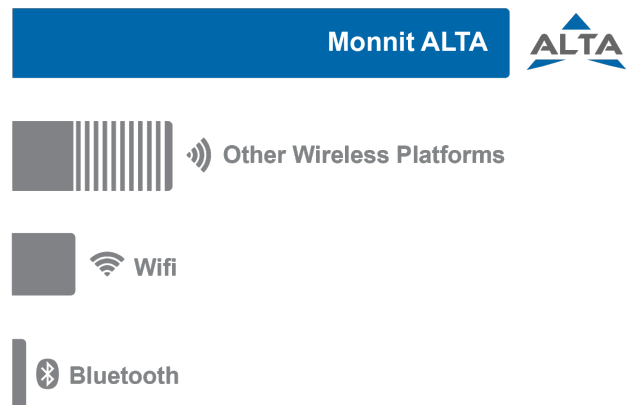 Monnit ALTA
ALTA
Other Wireless Platforms
Wifi
Bluetooth